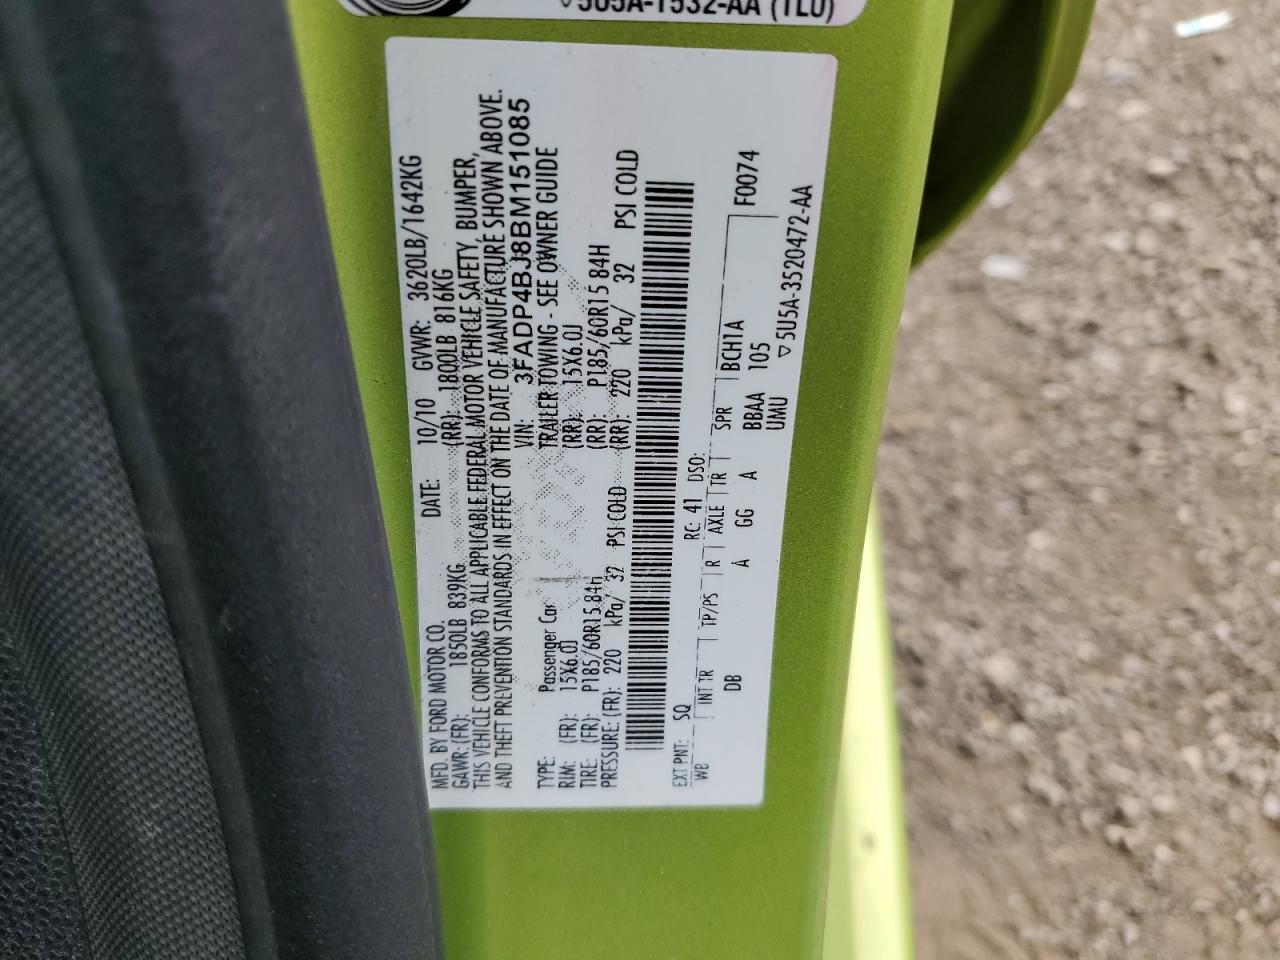 5U5A-1532-AA (TL0)
MFD. BY FORD MOTOR CO. DATE: 10/10 GVWR: 3620LB/1642KG
GAWR: (FR): 1850LB 839KG (RR): 1800LB 816KG
THIS VEHICLE CONFORMS TO ALL APPLICABLE FEDERAL MOTOR VEHICLE SAFETY, BUMPER,
AND THEFT PREVENTION STANDARDS IN EFFECT ON THE DATE OF MANUFACTURE SHOWN ABOVE.
VIN: 3FADP4BJ8BM151085
TYPE: Passenger Car TRAILER TOWING - SEE OWNER GUIDE
RIM: (FR): 15X6.0J (RR): 15X6.0J
TIRE: (FR): P185/60R15 84h (RR): P185/60R15 84H
PRESSURE: (FR): 220 kPa/ 32 PSI COLD (RR): 220 kPa/ 32 PSI COLD
EXT PNT: SQ RC: 41 DSO: F0074
WB INT TR TP/PS R AXLE TR SPR BCH1A
DB A GG A BBAA 105
UMU ▽5U5A-3520472-AA